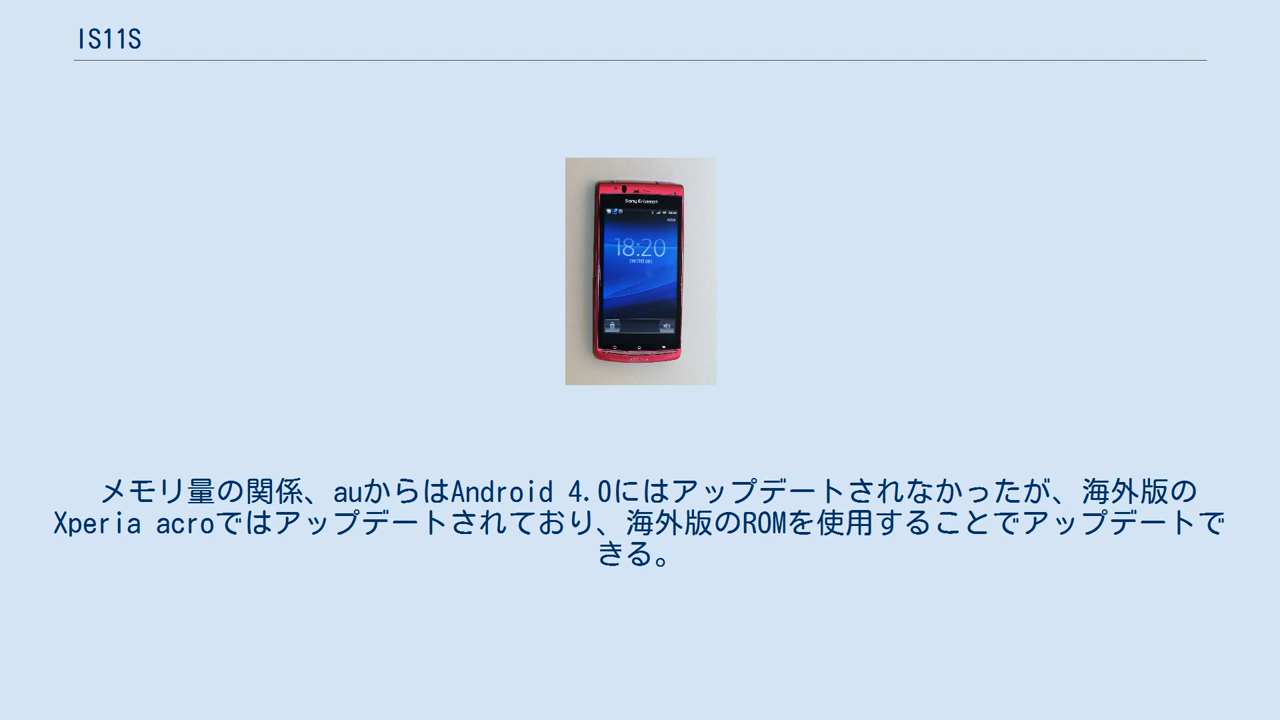 IS11S
Sony Ericsson
18:20
メモリ量の関係、auからはAndroid 4.0にはアップデートされなかったが、海外版の
Xperia acroではアップデートされており、海外版のROMを使用することでアップデートで
きる。